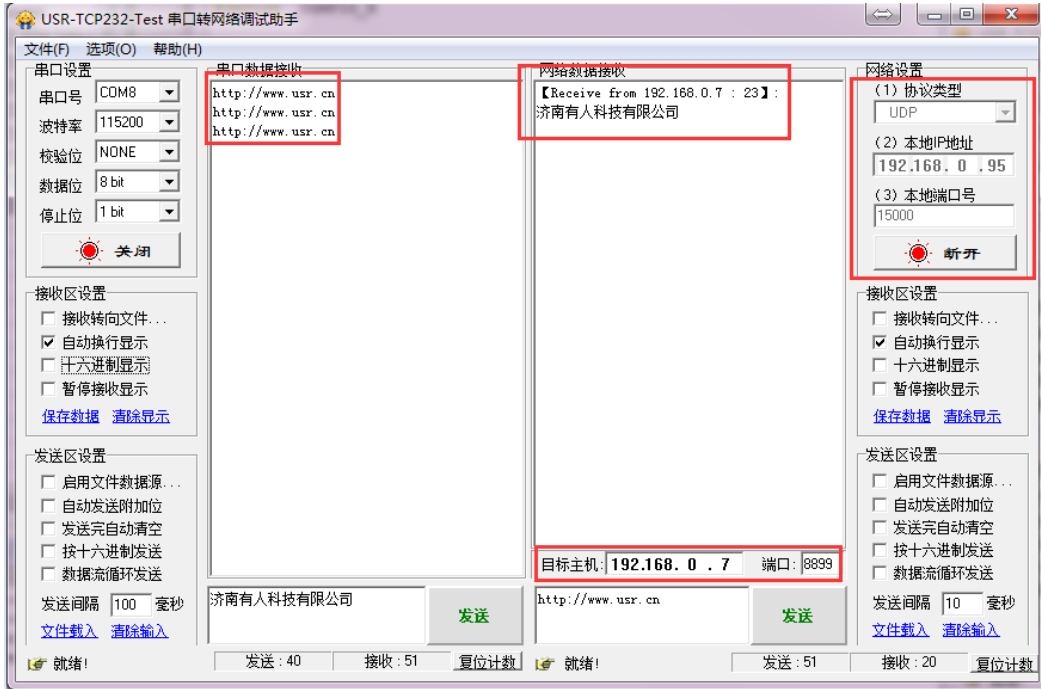 USR-TCP232-Test 串口转网络调试助手
文件(F) 选项(O) 帮助(H)
串口设置
串口号 COM8
波特率 115200
校验位 NONE
数据位 8 bit
停止位 1 bit
关闭
接收区设置
接收转向文件...
自动换行显示
十六进制显示
暂停接收显示
保存数据 清除显示
发送区设置
启用文件数据源...
自动发送附加位
发送完自动清空
按十六进制发送
数据流循环发送
发送间隔 100 毫秒
文件载入 清除输入
就绪!
串口数据接收
http://www.usr.cn
http://www.usr.cn
http://www.usr.cn
济南有人科技有限公司
发送
发送 : 40 接收 : 51 复位计数
网络数据接收
【Receive from 192.168.0.7 : 23】:
济南有人科技有限公司
目标主机: 192.168. 0 . 7 端口: 8899
http://www.usr.cn
发送
就绪!
发送 : 51 接收 : 20 复位计数
网络设置
(1) 协议类型
UDP
(2) 本地IP地址
192.168. 0 .95
(3) 本地端口号
15000
断开
接收区设置
接收转向文件...
自动换行显示
十六进制显示
暂停接收显示
保存数据 清除显示
发送区设置
启用文件数据源...
自动发送附加位
发送完自动清空
按十六进制发送
数据流循环发送
发送间隔 10 毫秒
文件载入 清除输入